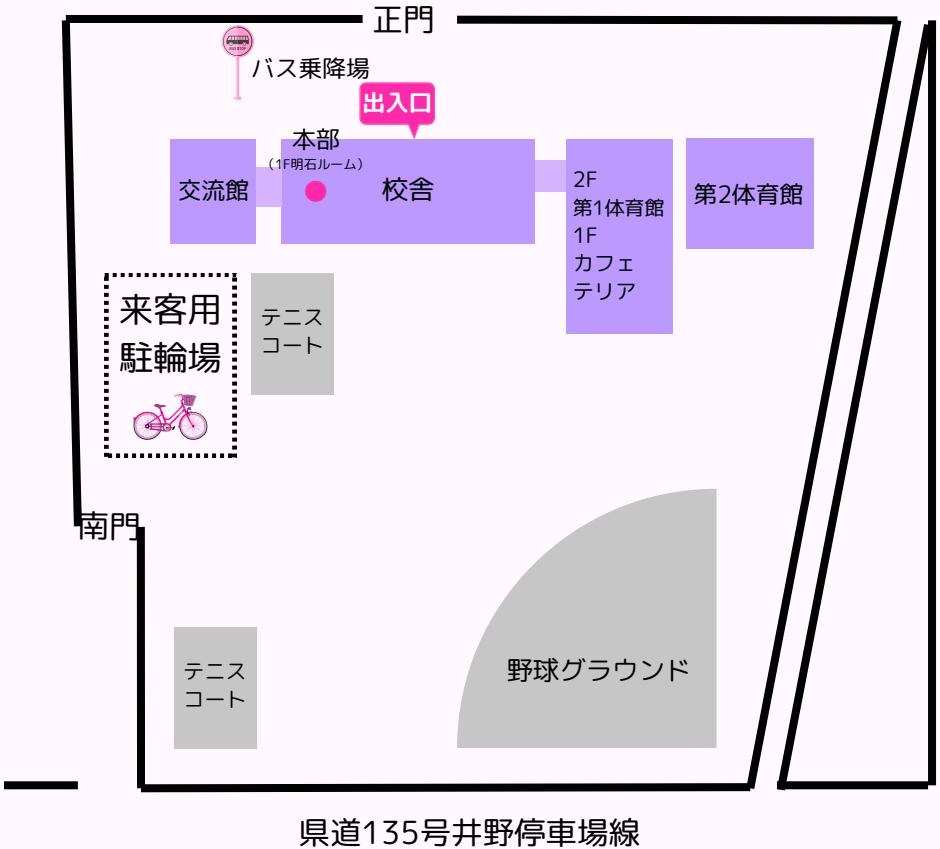 正門
BUS STOP
バス乗降場
出入口
本部
（1F明石ルーム）
交流館
校舎
2F
第1体育館
1F
カフェ
テリア
第2体育館
来客用
駐輪場
テニス
コート
南門
テニス
コート
野球グラウンド
県道135号井野停車場線